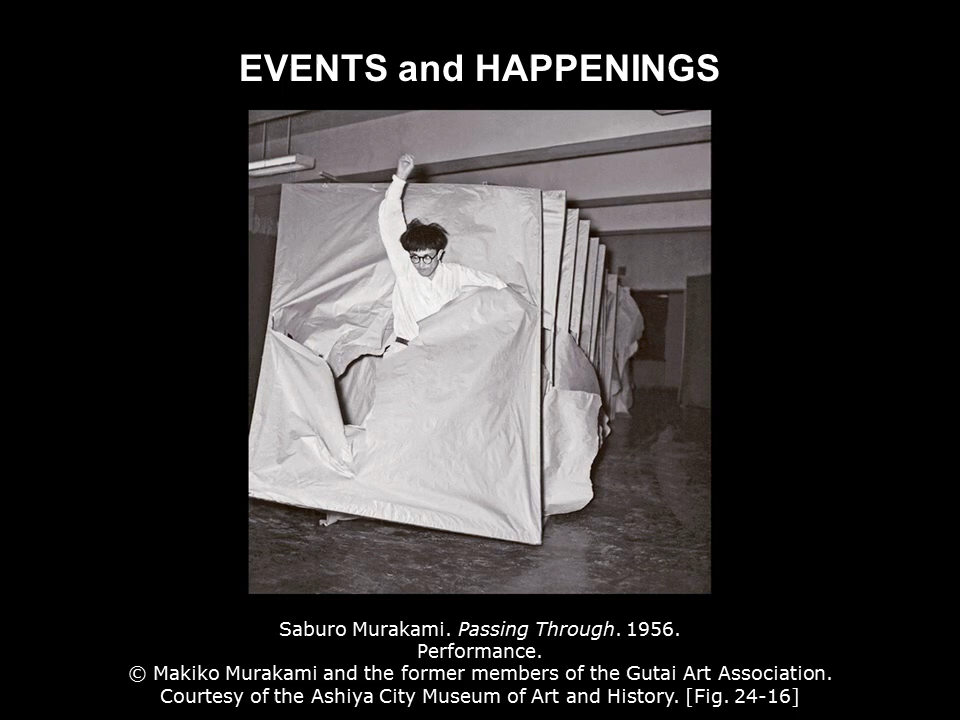 EVENTS and HAPPENINGS
Saburo Murakami. Passing Through. 1956.
Performance.
© Makiko Murakami and the former members of the Gutai Art Association.
Courtesy of the Ashiya City Museum of Art and History. [Fig. 24-16]